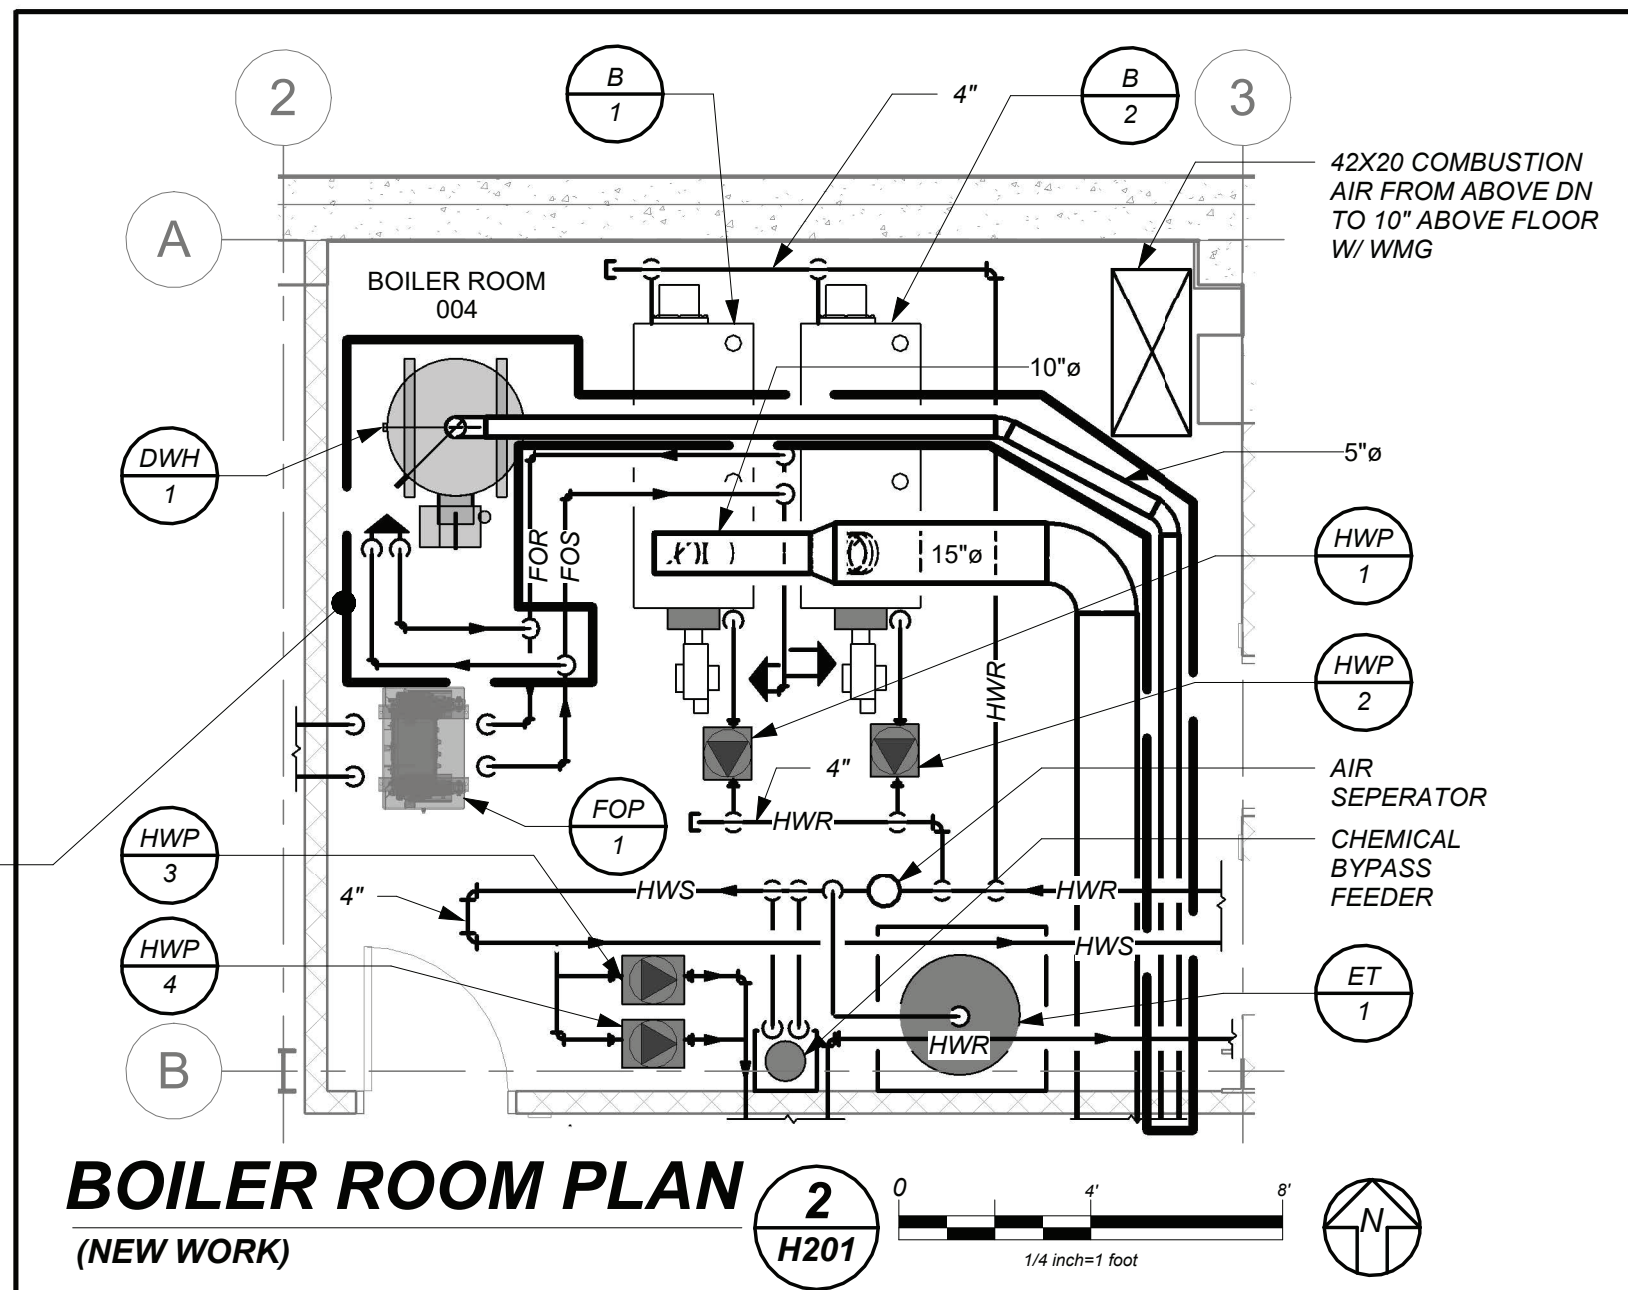 2
B
1
4"
B
2
3
42X20 COMBUSTION
AIR FROM ABOVE DN
TO 10" ABOVE FLOOR
W/ WMG
A
BOILER ROOM
004
10"ø
DWH
1
5"ø
FOR
FOS
15"ø
HWP
1
HWR
HWP
2
4"
AIR
SEPERATOR
FOP
1
HWR
HWP
3
CHEMICAL
BYPASS
FEEDER
4"
HWS
HWR
HWP
4
HWS
ET
1
HWR
B
BOILER ROOM PLAN
(NEW WORK)
2
H201
0
4'
8'
1/4 inch=1 foot
N